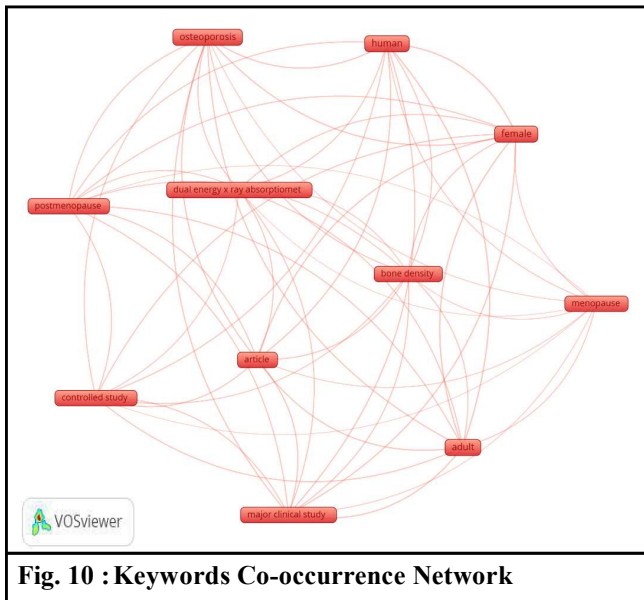 osteoporosis
human
female
dual energy x ray absorptiomet
postmenopause
bone density
menopause
article
controlled study
adult
major clinical study
VOSviewer
Fig. 10 : Keywords Co-occurrence Network